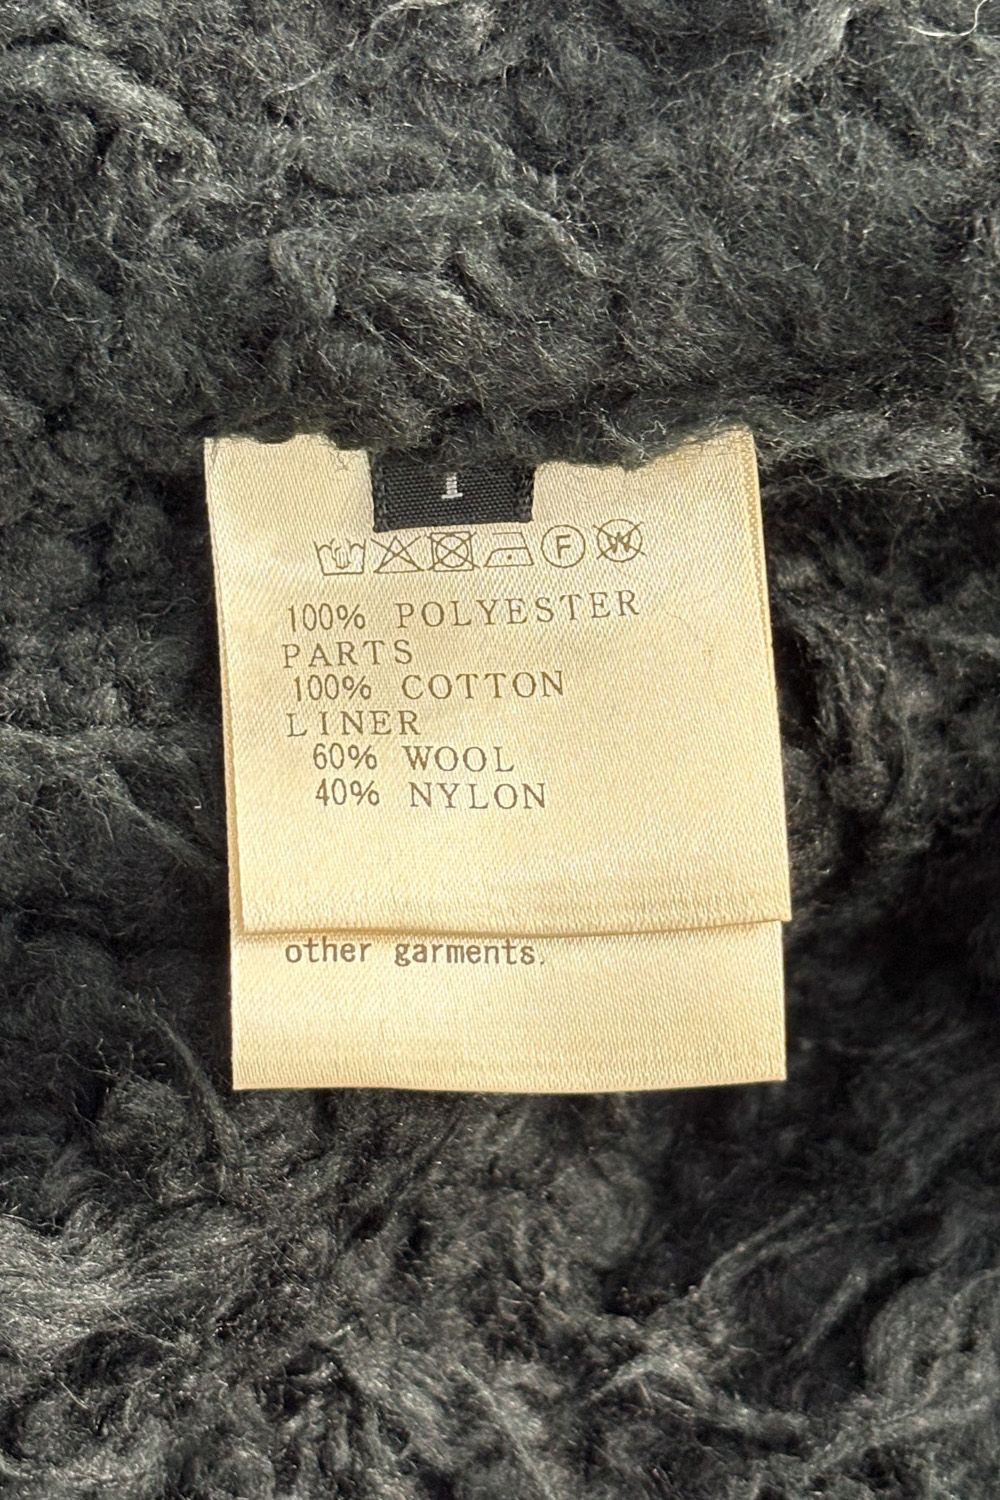 1
F W
100% POLYESTER
PARTS
100% COTTON
LINER
60% WOOL
40% NYLON
other garments.